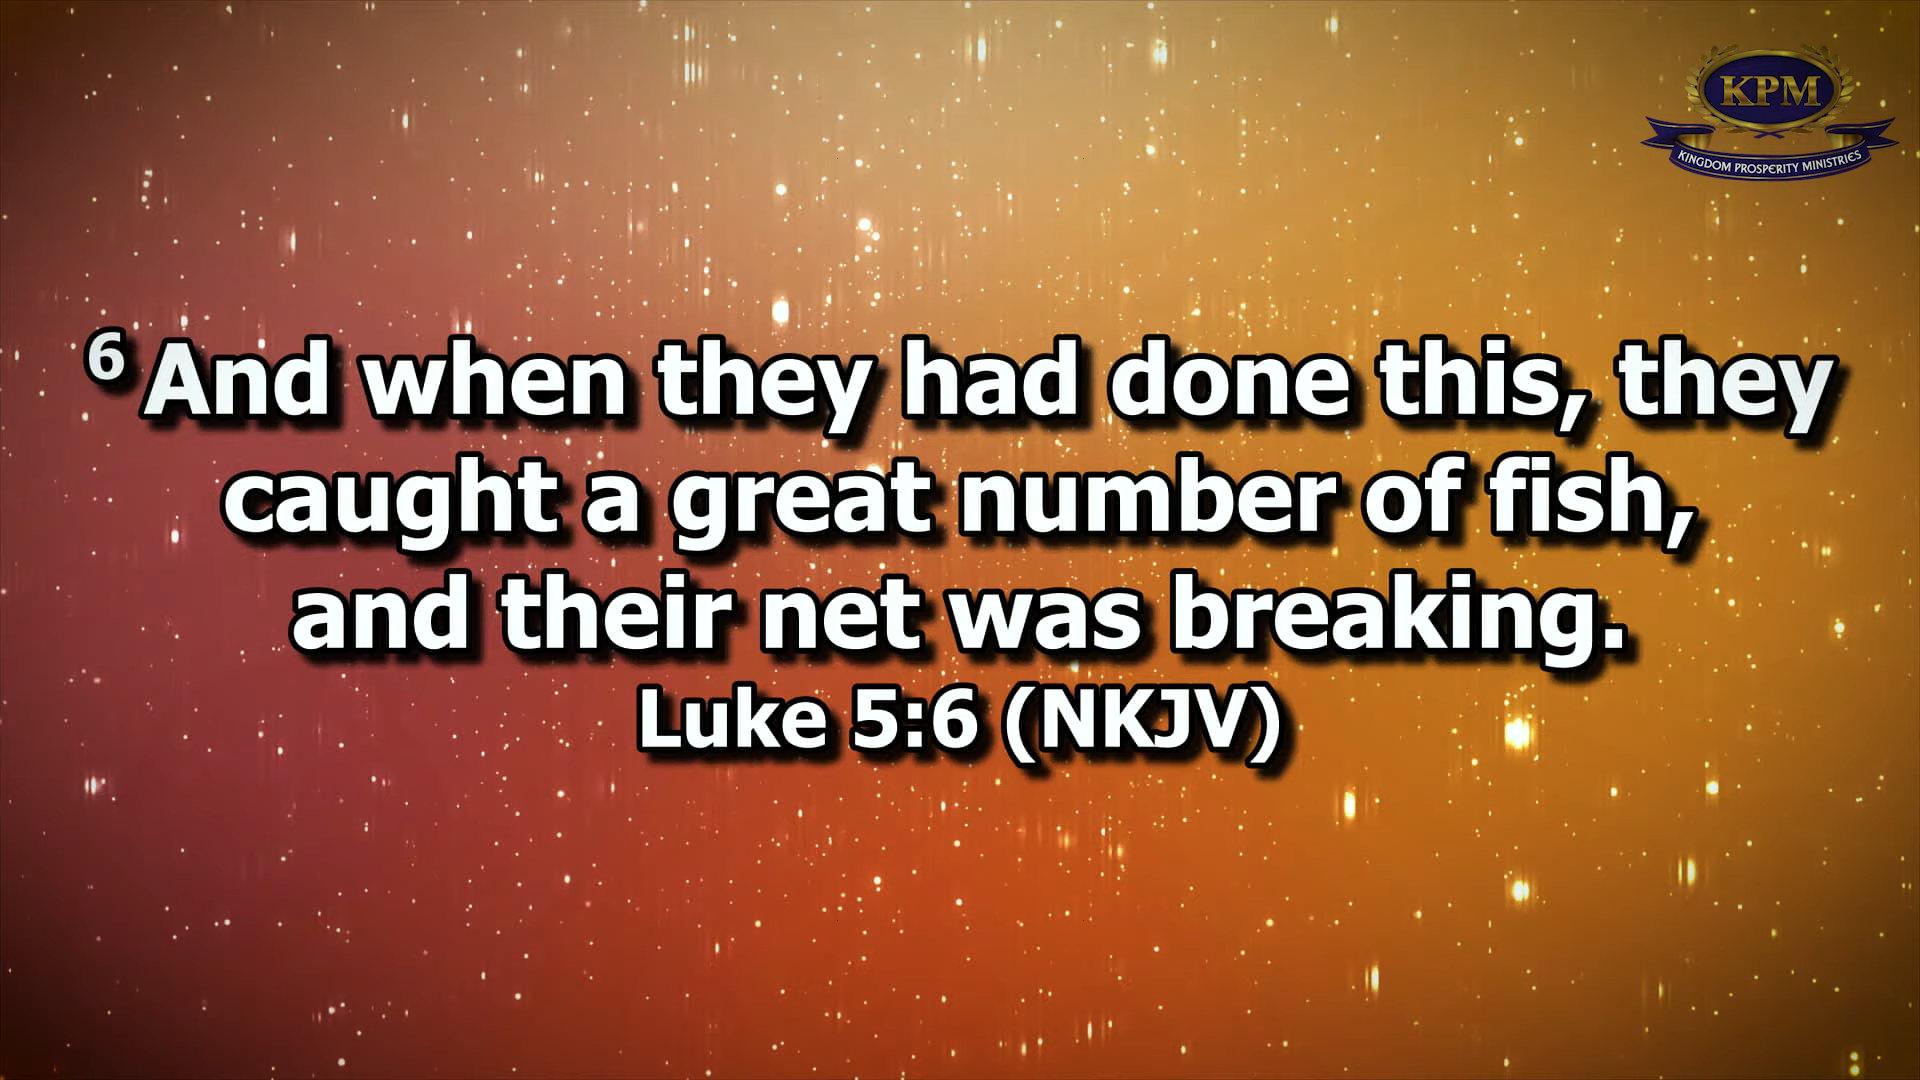 KPM
KINGDOM PROSPERITY MINISTRIES
6 And when they had done this, they
caught a great number of fish,
and their net was breaking.
Luke 5:6 (NKJV)